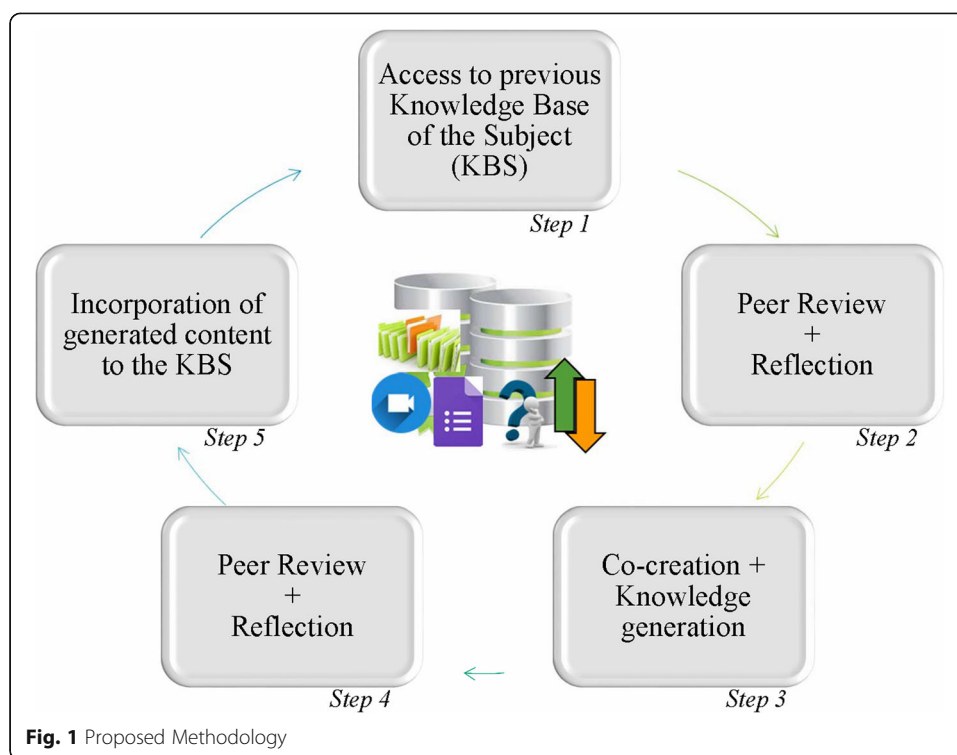 Access to previous
Knowledge Base
of the Subject
(KBS)
Step 1
Peer Review
+
Reflection
Step 2
Co-creation +
Knowledge
generation
Step 3
Peer Review
+
Reflection
Step 4
Incorporation of
generated content
to the KBS
Step 5
?
Fig. 1 Proposed Methodology